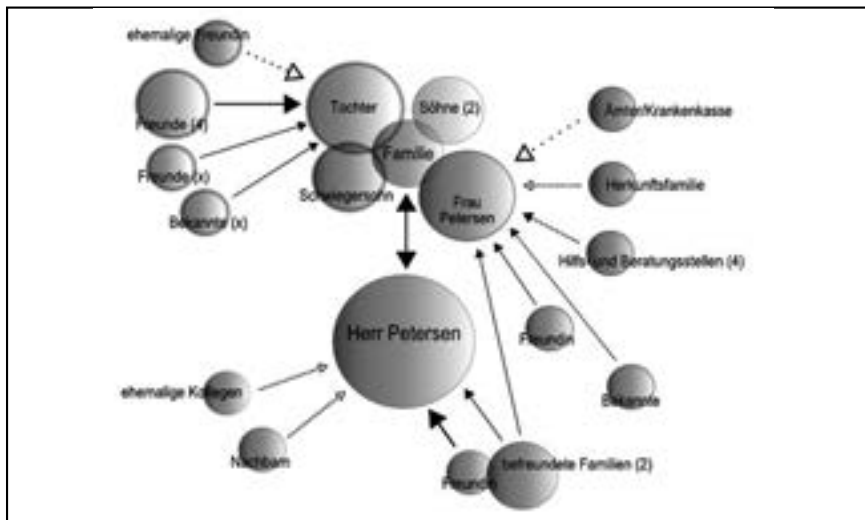 ehemalige Freundin
Freunde (4)
Tochter
Söhne (2)
Ämter/Krankenkasse
Familie
Freunde (x)
Schwiegersohn
Herkunftsfamilie
Frau
Petersen
Bekannte (x)
Hilfs- und Beratungsstellen (4)
Herr Petersen
Freundin
ehemalige Kollegen
Bekannte
Nachbarn
Freundin
befreundete Familien (2)